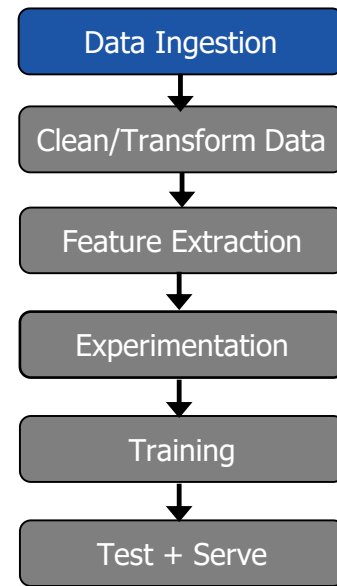 Data Ingestion
Clean/Transform Data
Feature Extraction
Experimentation
Training
Test + Serve